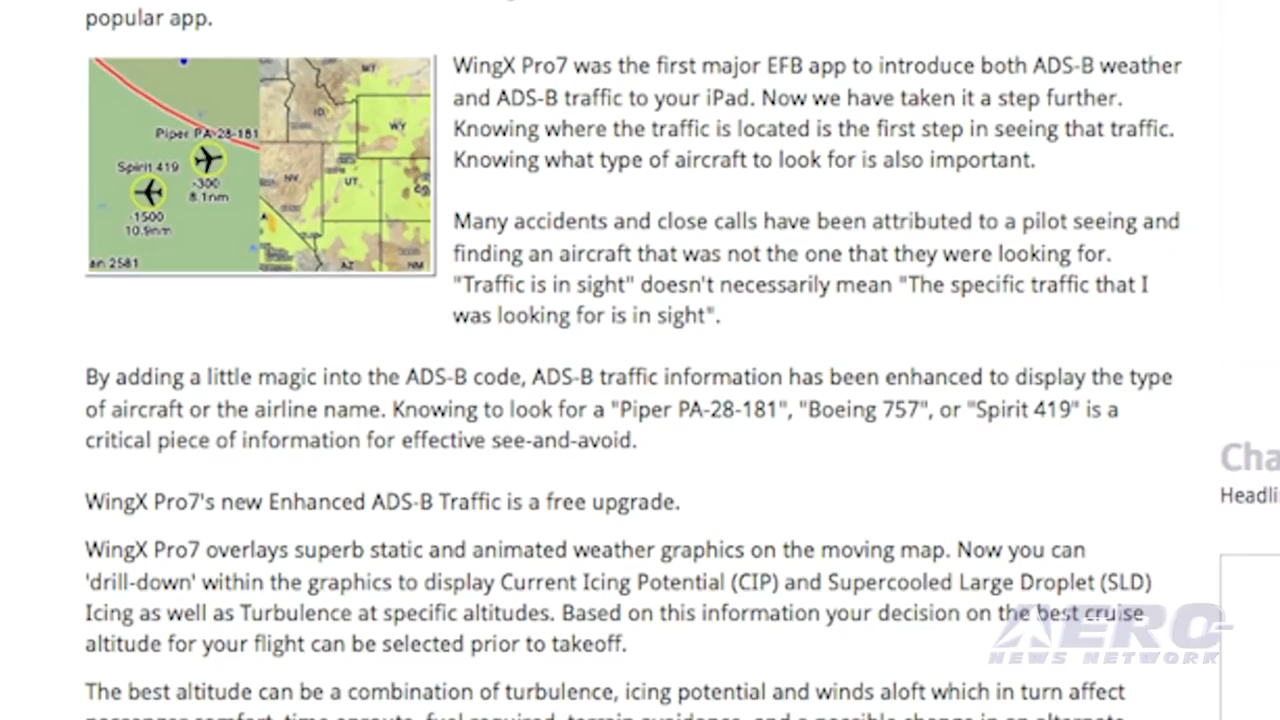 popular app.
Piper PA-28-181
-300
8.1nm
Spirit 419
-1500
10.9nm
an 2581
MT
ID
WY
NV
UT
CO
AZ
NM
WingX Pro7 was the first major EFB app to introduce both ADS-B weather
and ADS-B traffic to your iPad. Now we have taken it a step further.
Knowing where the traffic is located is the first step in seeing that traffic.
Knowing what type of aircraft to look for is also important.
Many accidents and close calls have been attributed to a pilot seeing and
finding an aircraft that was not the one that they were looking for.
"Traffic is in sight" doesn't necessarily mean "The specific traffic that I
was looking for is in sight".
By adding a little magic into the ADS-B code, ADS-B traffic information has been enhanced to display the type
of aircraft or the airline name. Knowing to look for a "Piper PA-28-181", "Boeing 757", or "Spirit 419" is a
critical piece of information for effective see-and-avoid.
WingX Pro7's new Enhanced ADS-B Traffic is a free upgrade.
WingX Pro7 overlays superb static and animated weather graphics on the moving map. Now you can
'drill-down' within the graphics to display Current Icing Potential (CIP) and Supercooled Large Droplet (SLD)
Icing as well as Turbulence at specific altitudes. Based on this information your decision on the best cruise
altitude for your flight can be selected prior to takeoff.
The best altitude can be a combination of turbulence, icing potential and winds aloft which in turn affect
Cha
Headli
AERO
NEWS NETWORK